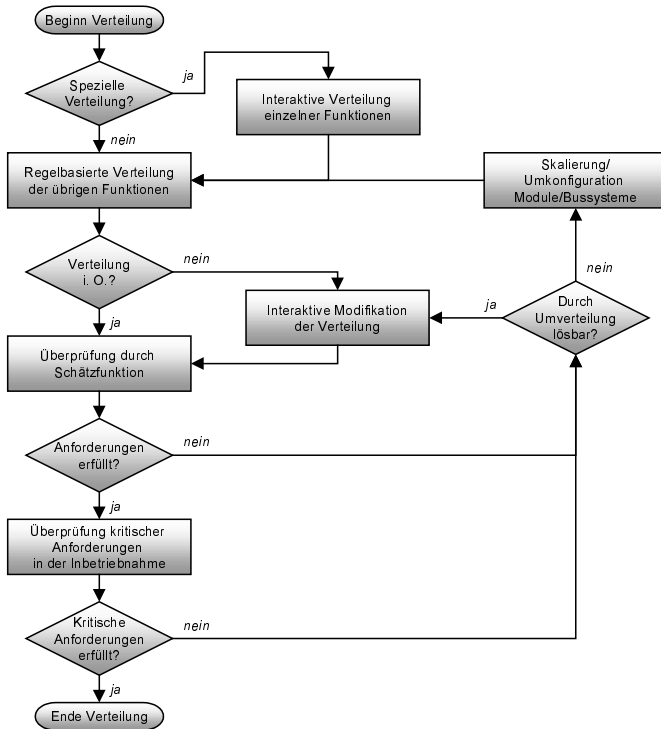 Beginn Verteilung
ja
Spezielle
Verteilung?
Interaktive Verteilung
einzelner Funktionen
nein
Regelbasierte Verteilung
der übrigen Funktionen
Skalierung/
Umkonfiguration
Module/Bussysteme
nein
nein
Verteilung
i. O.?
Interaktive Modifikation
der Verteilung
ja
Durch
Umverteilung
lösbar?
ja
Überprüfung durch
Schätzfunktion
nein
Anforderungen
erfüllt?
ja
Überprüfung kritischer
Anforderungen
in der Inbetriebnahme
nein
Kritische
Anforderungen
erfüllt?
ja
Ende Verteilung